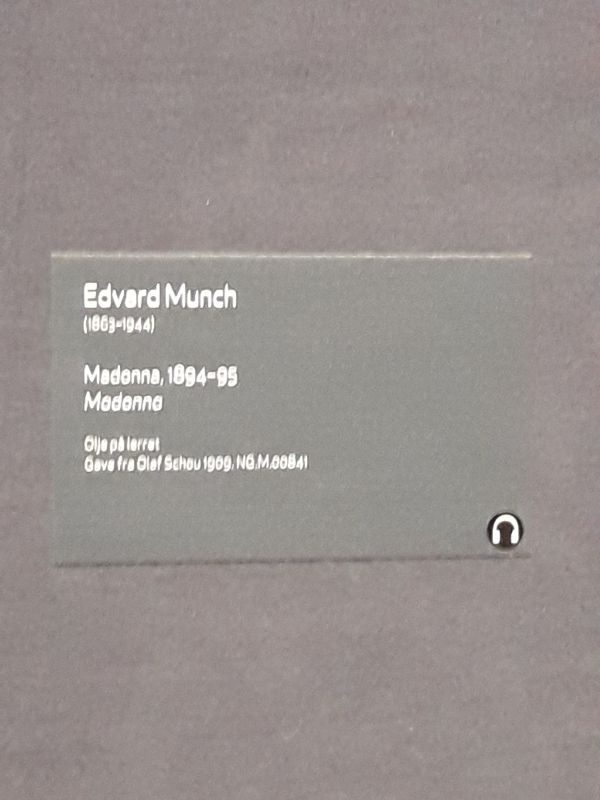 Edvard Munch
(1863–1944)
Madonna, 1894–95
Madonna
Olje på lerret
Gave fra Olaf Schou 1909, NG.M.00841